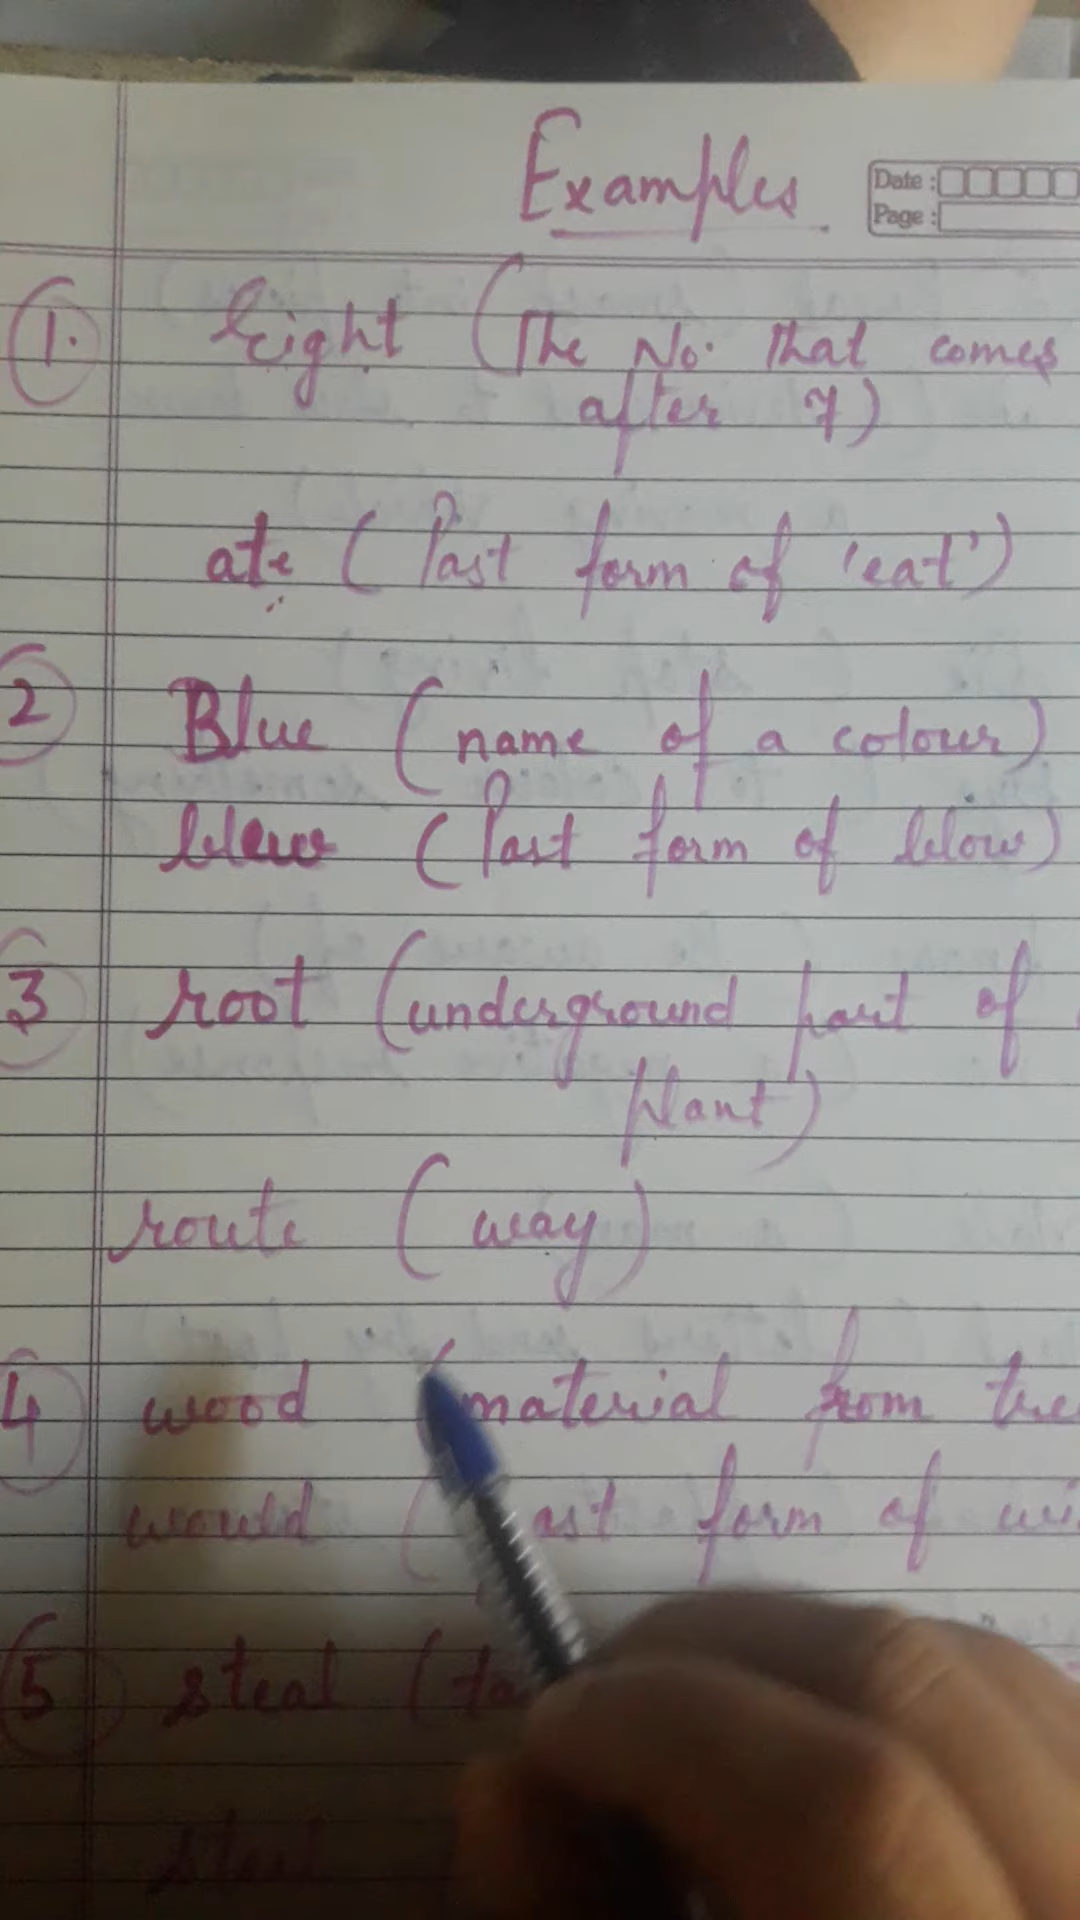 Examples
Date :
Page :
1. Eight (The No. that comes
after 7)
ate (Past form of 'eat')
2 Blue (name of a colour)
blew (Past form of blow)
3 root (underground part of
plant)
route (way)
4 wood (material from
would ( form of
5 steal (
steel